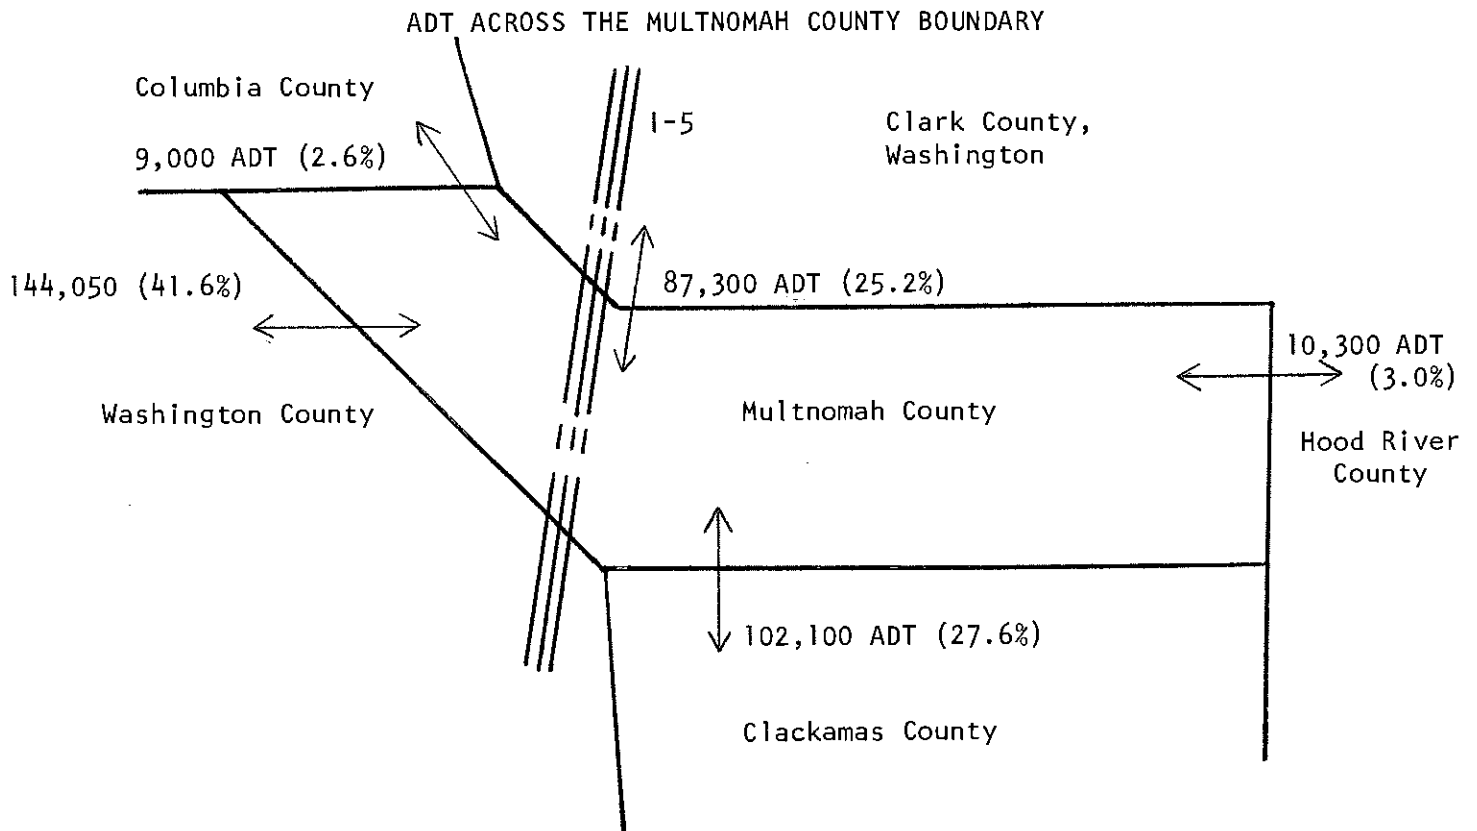 ADT ACROSS THE MULTNOMAH COUNTY BOUNDARY
Columbia County
9,000 ADT (2.6%)
I-5
Clark County,
Washington
144,050 (41.6%)
87,300 ADT (25.2%)
10,300 ADT
(3.0%)
Washington County
Multnomah County
Hood River
County
102,100 ADT (27.6%)
Clackamas County